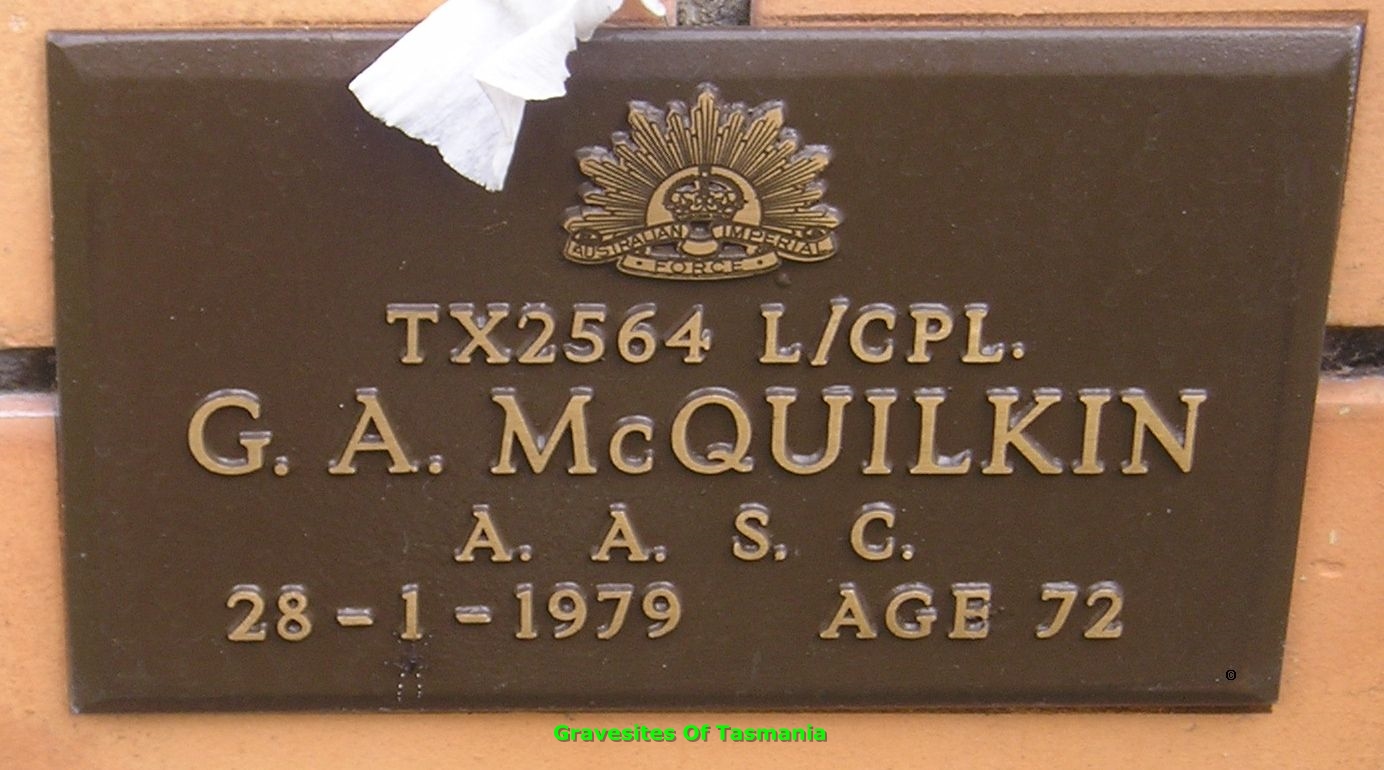 AUSTRALIAN IMPERIAL
FORCE
TX2564 L/CPL.
G. A. McQUILKIN
A. A. S. C.
28-1-1979 AGE 72
©
Gravesites Of Tasmania